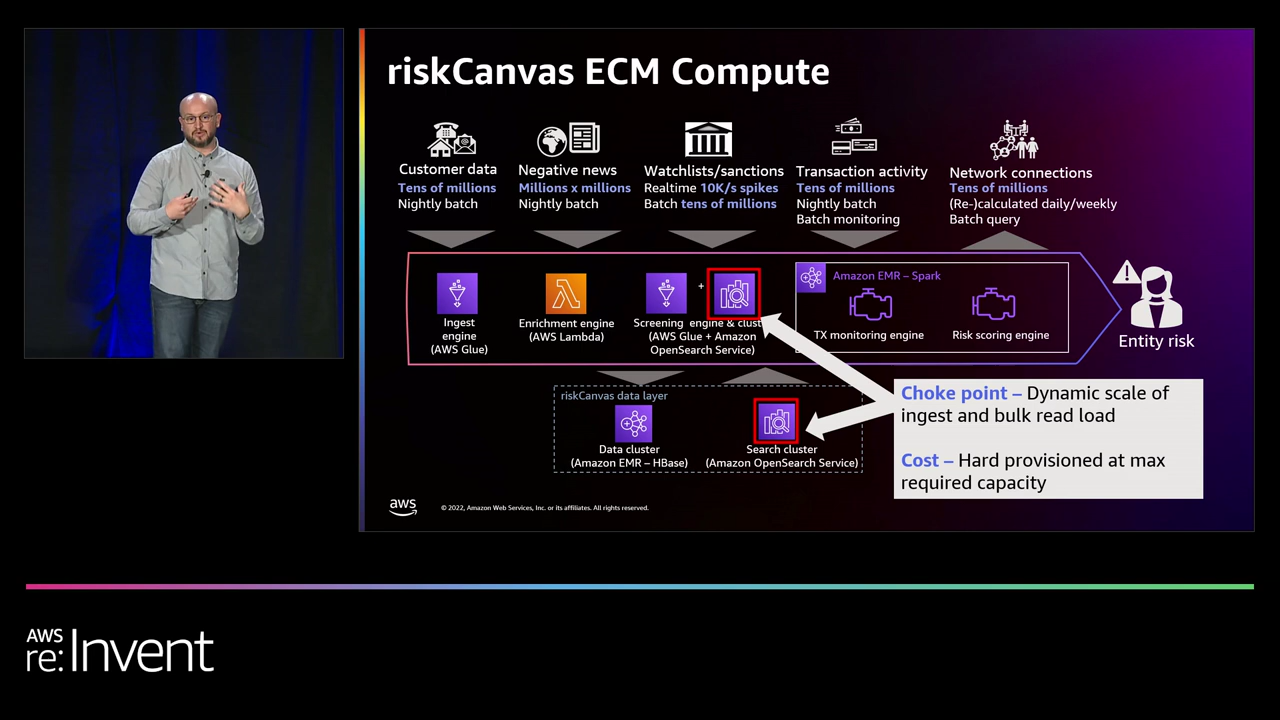 riskCanvas ECM Compute
Customer data
Tens of millions
Nightly batch
Negative news
Millions x millions
Nightly batch
Watchlists/sanctions
Realtime 10K/s spikes
Batch tens of millions
Transaction activity
Tens of millions
Nightly batch
Batch monitoring
Network connections
Tens of millions
(Re-)calculated daily/weekly
Batch query
Ingest
engine
(AWS Glue)
Enrichment engine
(AWS Lambda)
+
Screening engine & clust
(AWS Glue + Amazon
OpenSearch Service)
Amazon EMR – Spark
TX monitoring engine
Risk scoring engine
Entity risk
riskCanvas data layer
Data cluster
(Amazon EMR – HBase)
Search cluster
(Amazon OpenSearch Service)
Choke point – Dynamic scale of
ingest and bulk read load
Cost – Hard provisioned at max
required capacity
aws
© 2022, Amazon Web Services, Inc. or its affiliates. All rights reserved.
AWS
re:Invent